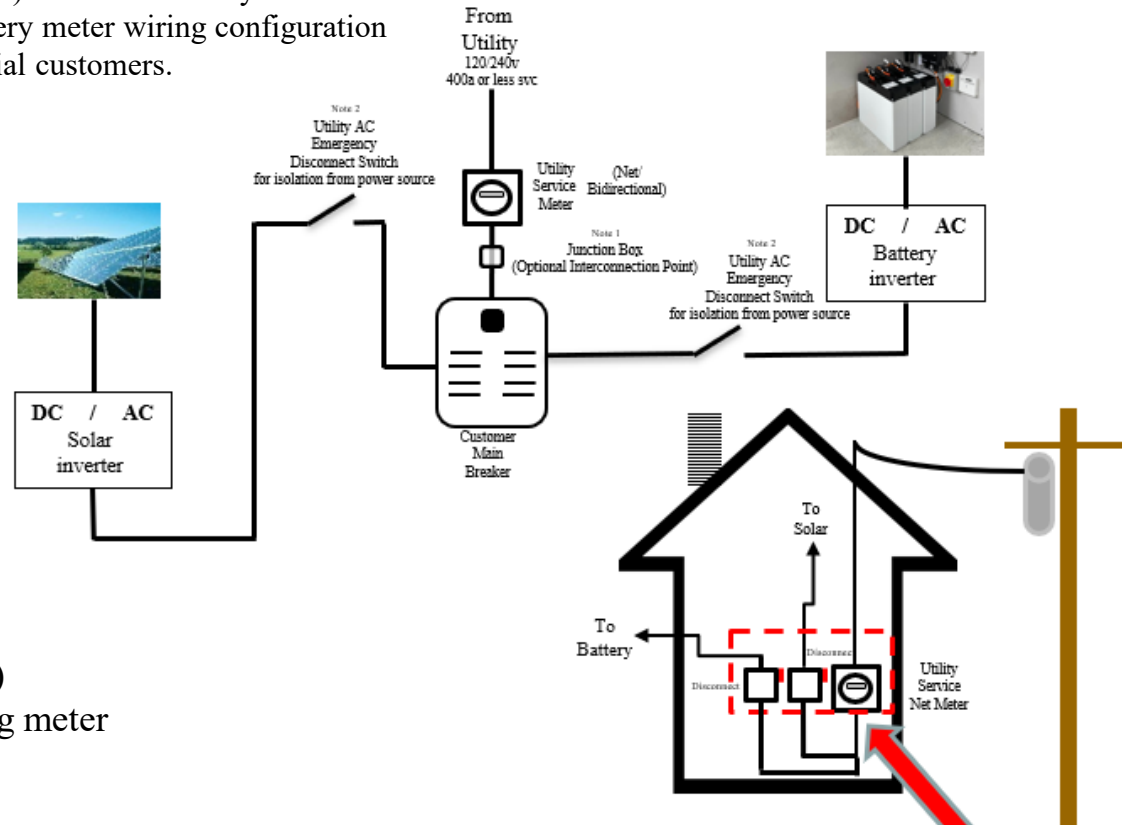 ery meter wiring configuration
ial customers.
From
Utility
120/240v
400a or less svc
Note 2
Utility AC
Emergency
Disconnect Switch
for isolation from power source
Utility
Service
Meter
(Net/
Bidirectional)
Note 1
Junction Box
(Optional Interconnection Point)
Note 2
Utility AC
Emergency
Disconnect Switch
for isolation from power source
DC / AC
Battery
inverter
DC / AC
Solar
inverter
Customer
Main
Breaker
To
Solar
To
Battery
Disconnec
Disconnect
Utility
Service
Net Meter
)
g meter